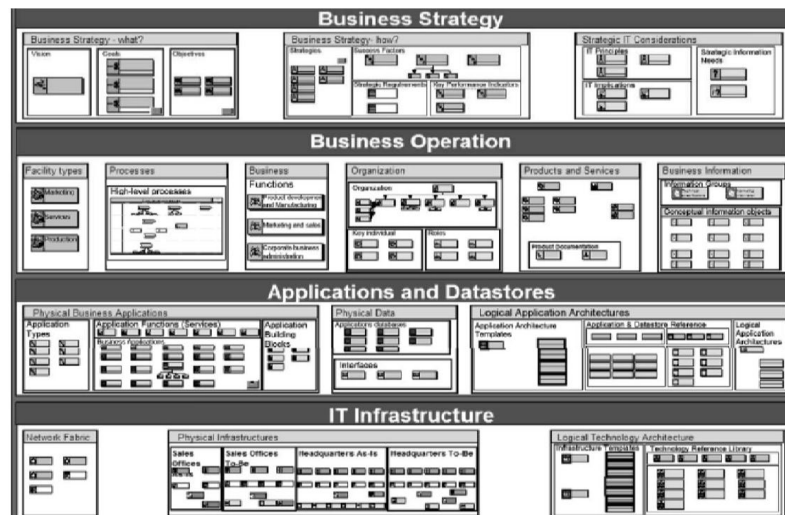 Business Strategy
Business Strategy - what?
Vision
Goals
Objectives
Business Strategy- how?
Strategies
Success Factors
Strategic Requirements
Key Performance Indicators
Strategic IT Considerations
IT Principles
IT Implications
Strategic Information
Needs
Business Operation
Facility types
Marketing
Services
Production
Processes
High-level processes
Business
Functions
Product development
and Manufacturing
Marketing and sales
Corporate business
administration
Organization
Organization
Key individual
Roles
Products and Services
Product Documentation
Business Information
Information Groups
Conceptual information objects
Applications and Datastores
Physical Business Applications
Application
Types
Application Functions (Services)
Business Applications
Application
Building
Blocks
Physical Data
Applications databases
Interfaces
Logical Application Architectures
Application Architecture
Templates
Application & Datastore Reference
Logical
Application
Architectures
IT Infrastructure
Network Fabric
Physical Infrastructures
Sales
Offices
As-Is
Sales Offices
To-Be
Headquarters As-Is
Headquarters To-Be
Logical Technology Architecture
Infrastructure Templates
Technology Reference Library